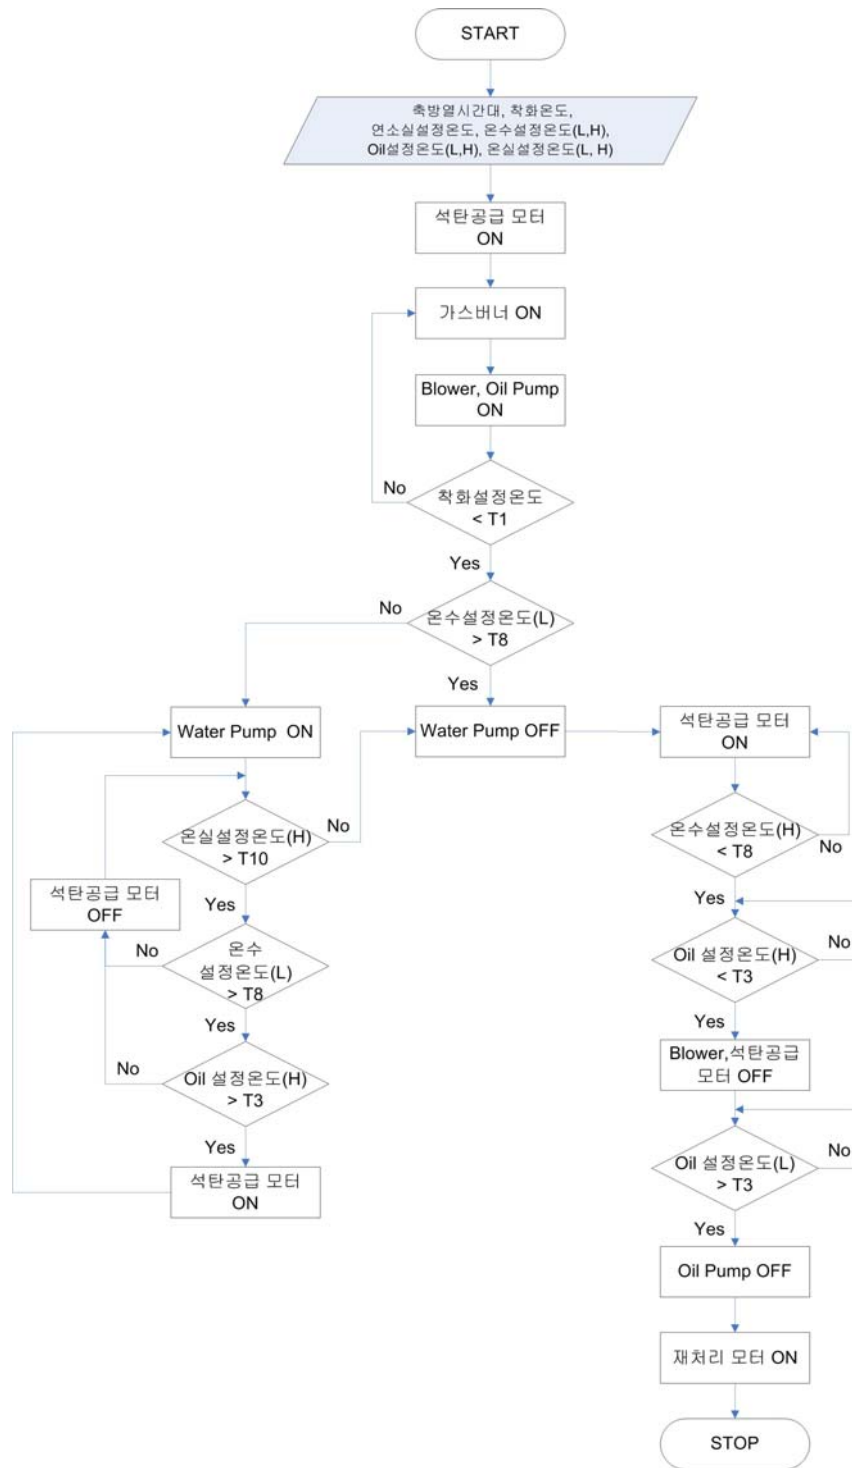 START
축방열시간대, 착화온도,
연소실설정온도, 온수설정온도(L,H),
Oil설정온도(L,H), 온실설정온도(L, H)
석탄공급 모터
ON
가스버너 ON
Blower, Oil Pump
ON
착화설정온도
< T1
No
Yes
온수설정온도(L)
> T8
No
Yes
Water Pump ON
Water Pump OFF
석탄공급 모터
ON
온실설정온도(H)
> T10
No
Yes
석탄공급 모터
OFF
온수
설정온도(L)
> T8
No
Yes
Oil 설정온도(H)
> T3
No
Yes
석탄공급 모터
ON
온수설정온도(H)
< T8
No
Yes
Oil 설정온도(H)
< T3
No
Yes
Blower,석탄공급
모터 OFF
Oil 설정온도(L)
> T3
No
Yes
Oil Pump OFF
재처리 모터 ON
STOP